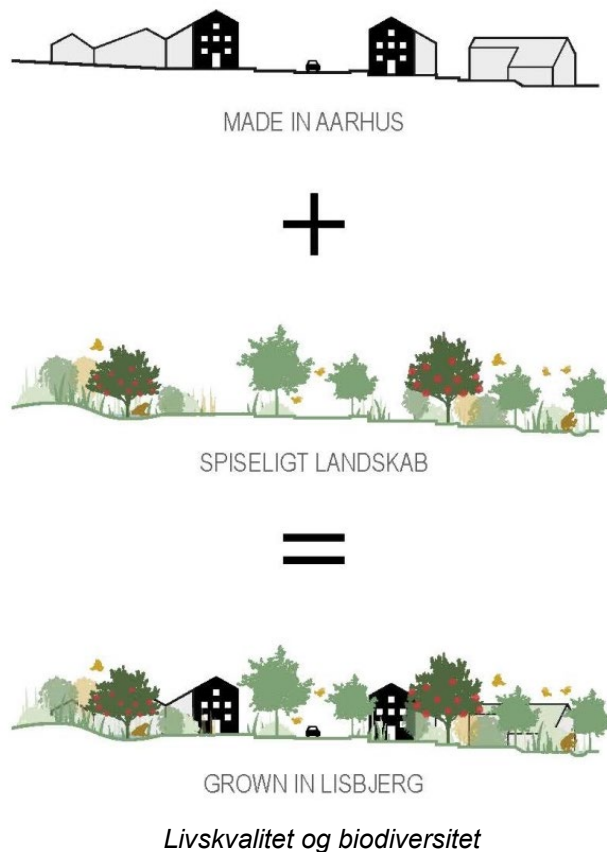 MADE IN AARHUS
+
SPISELIGT LANDSKAB
=
GROWN IN LISBJERG
Livskvalitet og biodiversitet